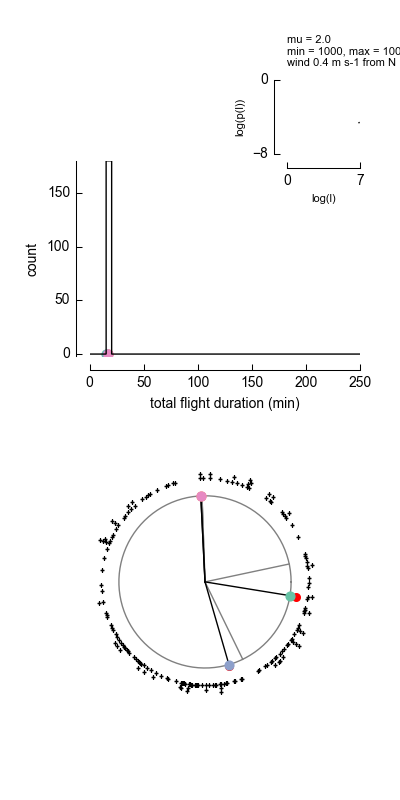 mu = 2.0
min = 1000, max = 100
wind 0.4 m s-1 from N
0
log(p(l))
−8
0 7
log(l)
150
100
50
0
count
0 50 100 150 200 250
total flight duration (min)